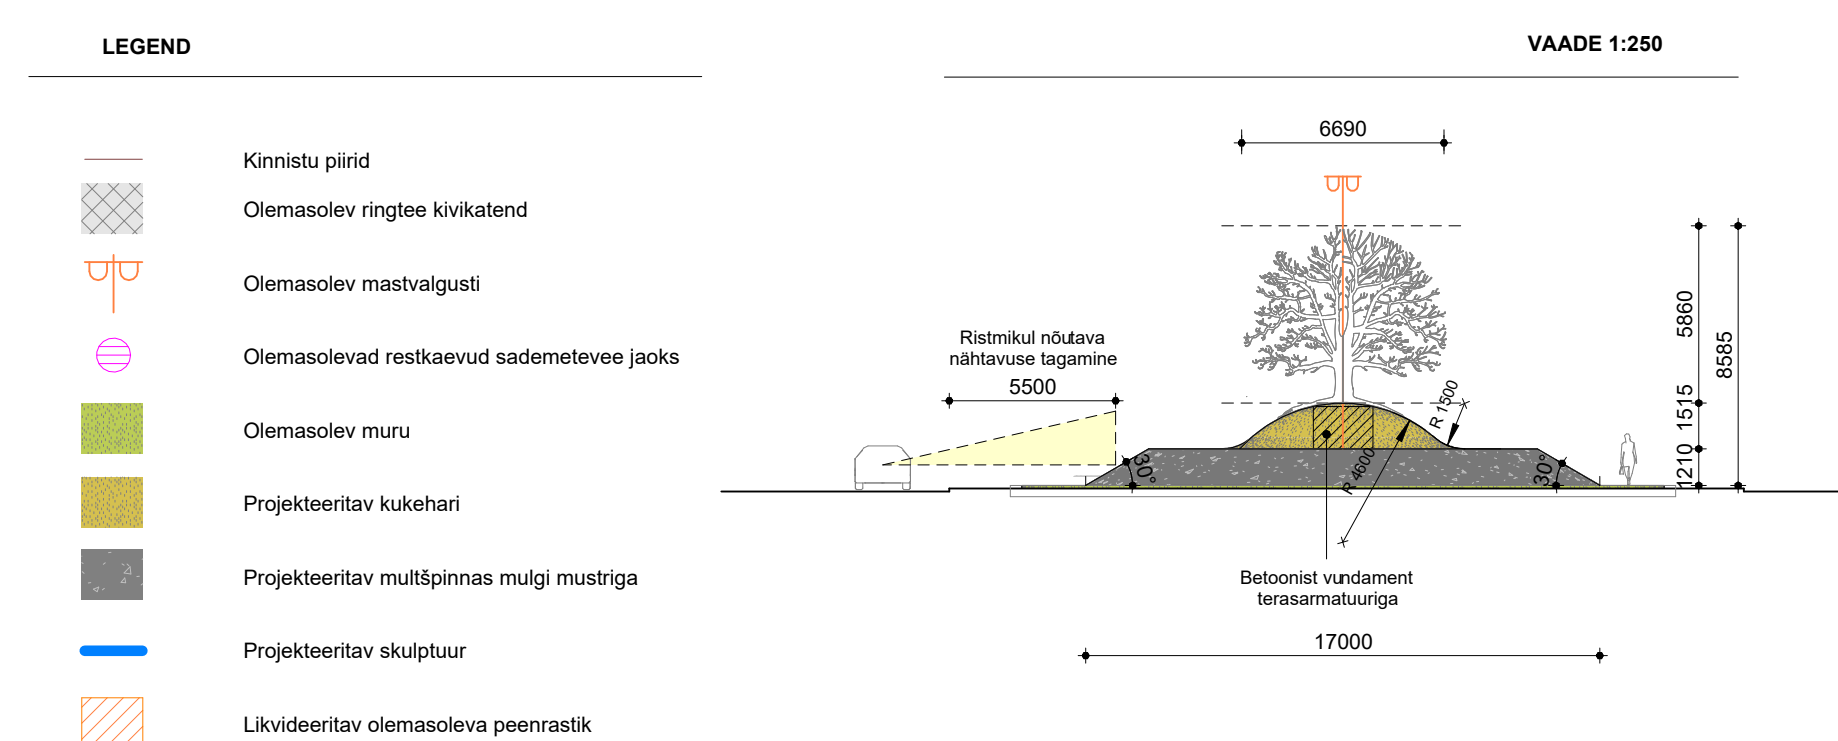 LEGEND
Kinnistu piirid
Olemasolev ringtee kivikatend
Olemasolev mastvalgusti
Olemasolevad restkaevud sademetevee jaoks
Olemasolev muru
Projekteeritav kukehari
Projekteeritav multšpinnas mulgi mustriga
Projekteeritav skulptuur
Likvideeritav olemasoleva peenrastik
VAADE 1:250
6690
Ristmikul nõutava
nähtavuse tagamine
5500
30°
R 4600
R 1500
30°
5860
1515
1210
8585
Betoonist vundament
terasarmatuuriga
17000